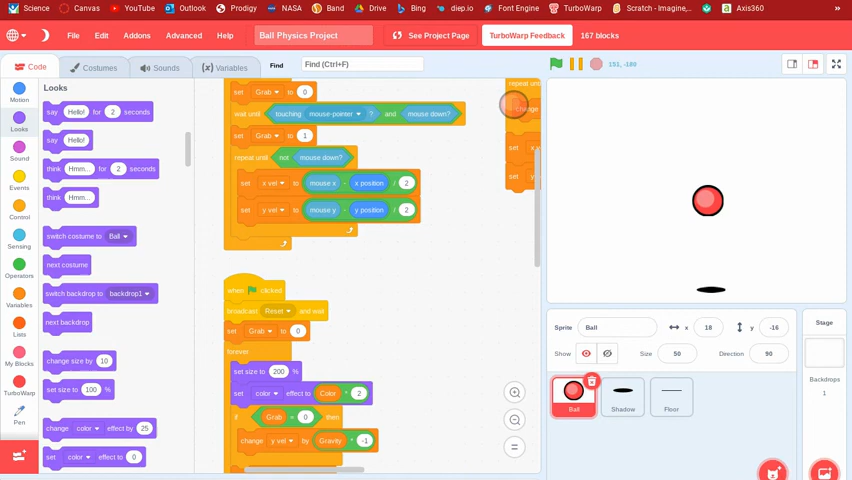 Science Canvas YouTube Outlook Prodigy NASA Band Drive diep.io Bing Font Engine TurboWarp Scratch - Imagine,... Axis360 »
File Edit Addons Advanced Help Ball Physics Project See Project Page TurboWarp Feedback 167 blocks
Code Costumes Sounds Variables Find Find (Ctrl+F) 151, -180
Motion
Looks
Sound
Events
Control
Sensing
Operators
Variables
Lists
My Blocks
TurboWarp
Pen
Looks
say Hello! for 2 seconds
say Hello!
think Hmm... for 2 seconds
think Hmm...
switch costume to Ball
next costume
switch backdrop to backdrop1
next backdrop
change size by 10
set size to 100 %
change color effect by 25
set color effect to 0
set Grab to 0
wait until touching mouse-pointer ? and mouse down?
set Grab to 1
repeat until not mouse down?
set x vel to mouse x - x position / 2
set y vel to mouse y - y position / 2
when clicked
broadcast Reset and wait
set Grab to 0
forever
set size to 200 %
set color effect to Color * 2
if Grab = 0 then
change y vel by Gravity * -1
repeat until
change
set x v
set y
Sprite Ball x 18 y -16
Show Size 50 Direction 90
Ball Shadow Floor
Stage
Backdrops
1